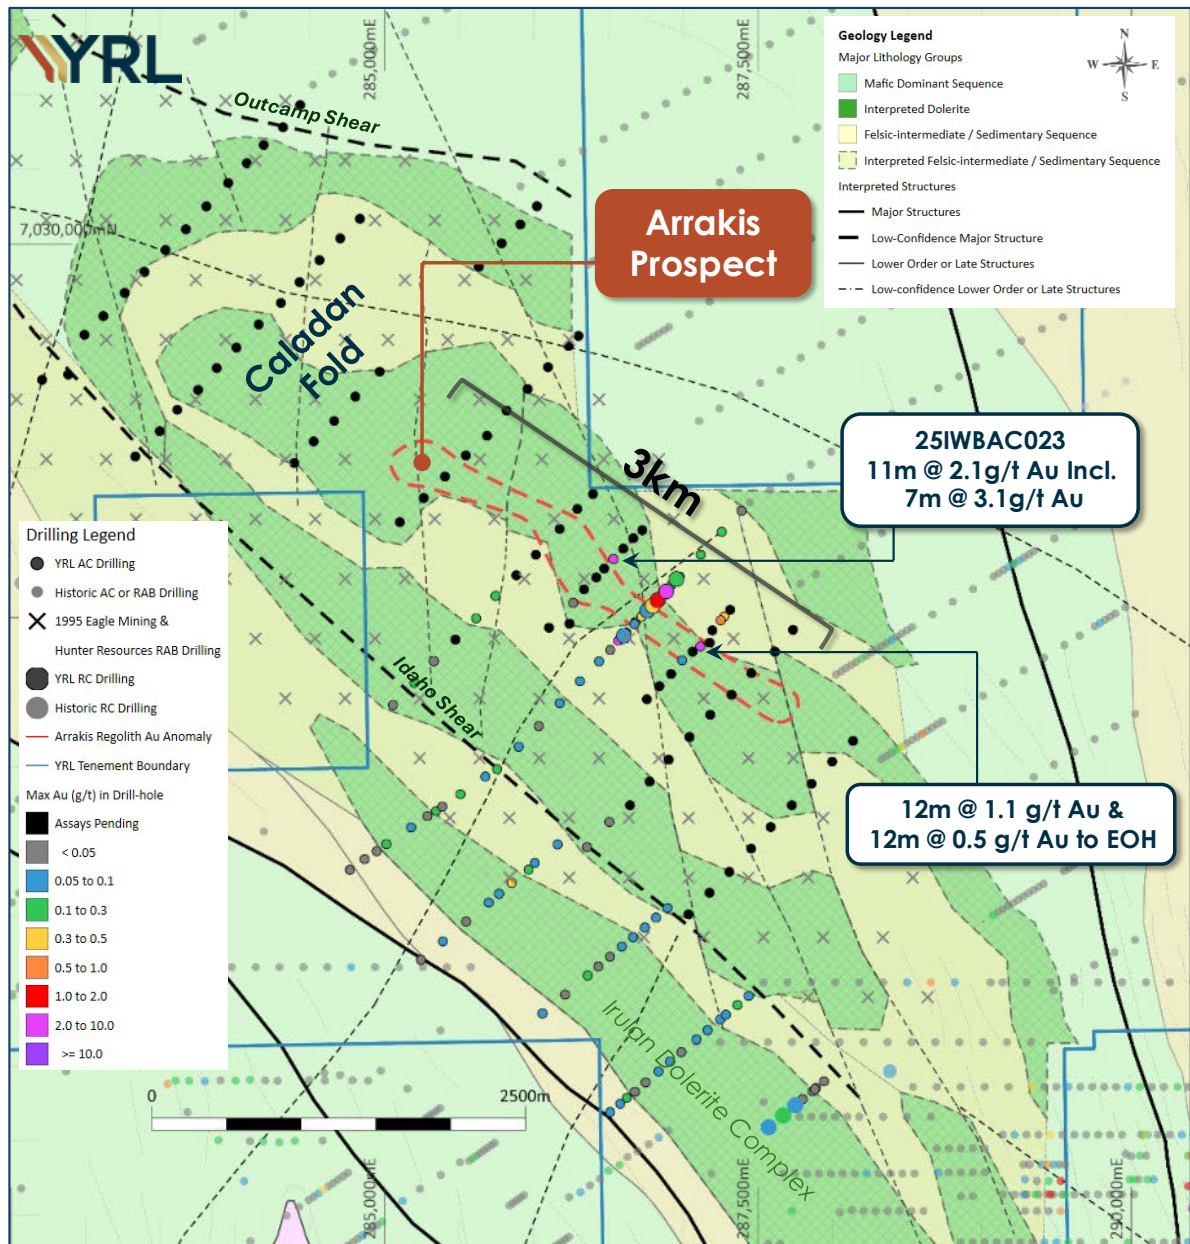 YRL
285,000mE
287,500mE
Geology Legend
Major Lithology Groups
Mafic Dominant Sequence
Interpreted Dolerite
Felsic-intermediate / Sedimentary Sequence
Interpreted Felsic-intermediate / Sedimentary Sequence
Interpreted Structures
Major Structures
Low-Confidence Major Structure
Lower Order or Late Structures
Low-confidence Lower Order or Late Structures
N
W
E
S
Outcamp Shear
7,030,000mN
Arrakis
Prospect
Caladan
Fold
3km
25IWBAC023
11m @ 2.1g/t Au Incl.
7m @ 3.1g/t Au
Drilling Legend
YRL AC Drilling
Historic AC or RAB Drilling
1995 Eagle Mining &
Hunter Resources RAB Drilling
YRL RC Drilling
Historic RC Drilling
Arrakis Regolith Au Anomaly
YRL Tenement Boundary
Max Au (g/t) in Drill-hole
Assays Pending
< 0.05
0.05 to 0.1
0.1 to 0.3
0.3 to 0.5
0.5 to 1.0
1.0 to 2.0
2.0 to 10.0
>= 10.0
Idaho Shear
12m @ 1.1 g/t Au &
12m @ 0.5 g/t Au to EOH
Irulan Dolerite Complex
0
2500m
285,000mE
287,500mE
290,000mE